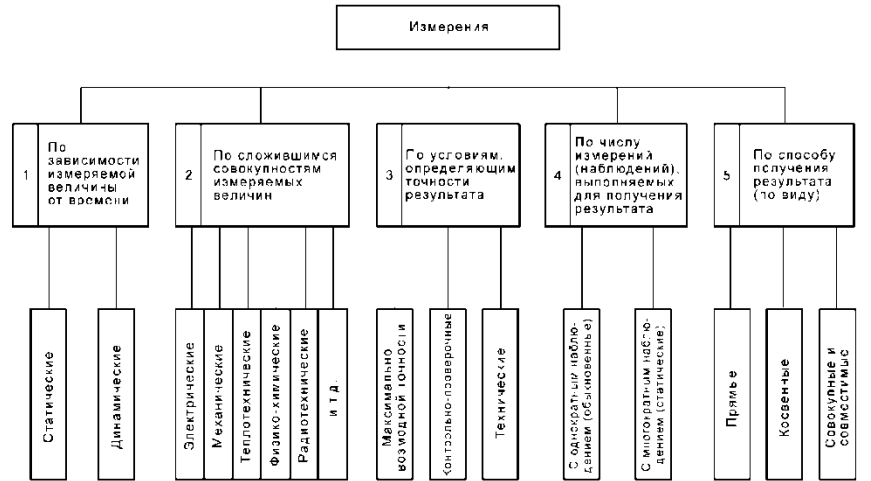 Измерения
1
По
зависимости
измеряемой
величины
от времени
2
По сложившимся
совокупностям
измеряемых
величин
3
По условиям,
определяющим
точности
результата
4
По числу
измерений
(наблюдений),
выполняемых
для получения
результата
5
По способу
получения
результата
(по виду)
Статические
Динамические
Электрические
Механические
Теплотехнические
Физико-химические
Радиотехнические
и т.д.
Максимально
возможной точности
Контрольно-проверочные
Технические
С однократным наблю-
дением (обыкновенные)
С многократным наблю-
дением (статические)
Прямые
Косвенные
Совокупные и
совместимые